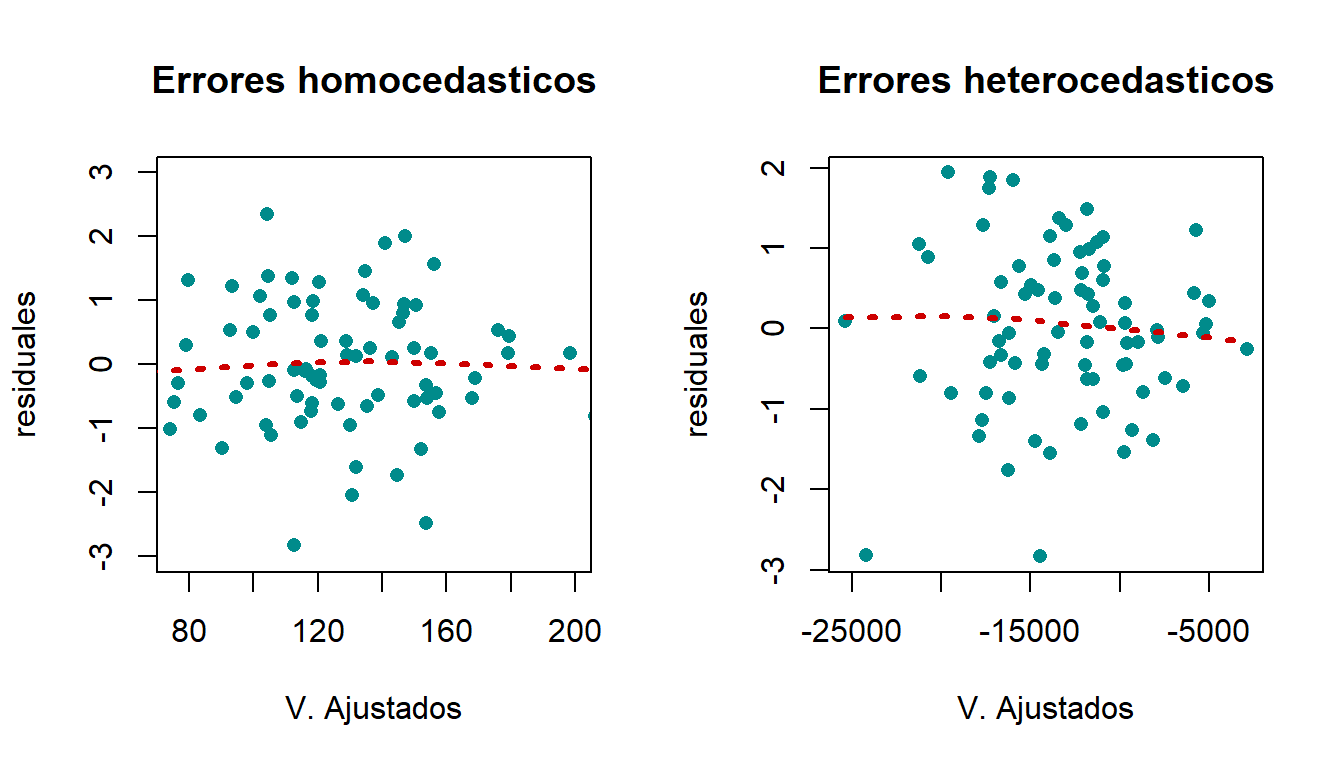 Errores homocedasticos
residuales
3
2
1
0
-1
-2
-3
80 120 160 200
V. Ajustados
Errores heterocedasticos
residuales
2
1
0
-1
-2
-3
-25000 -15000 -5000
V. Ajustados